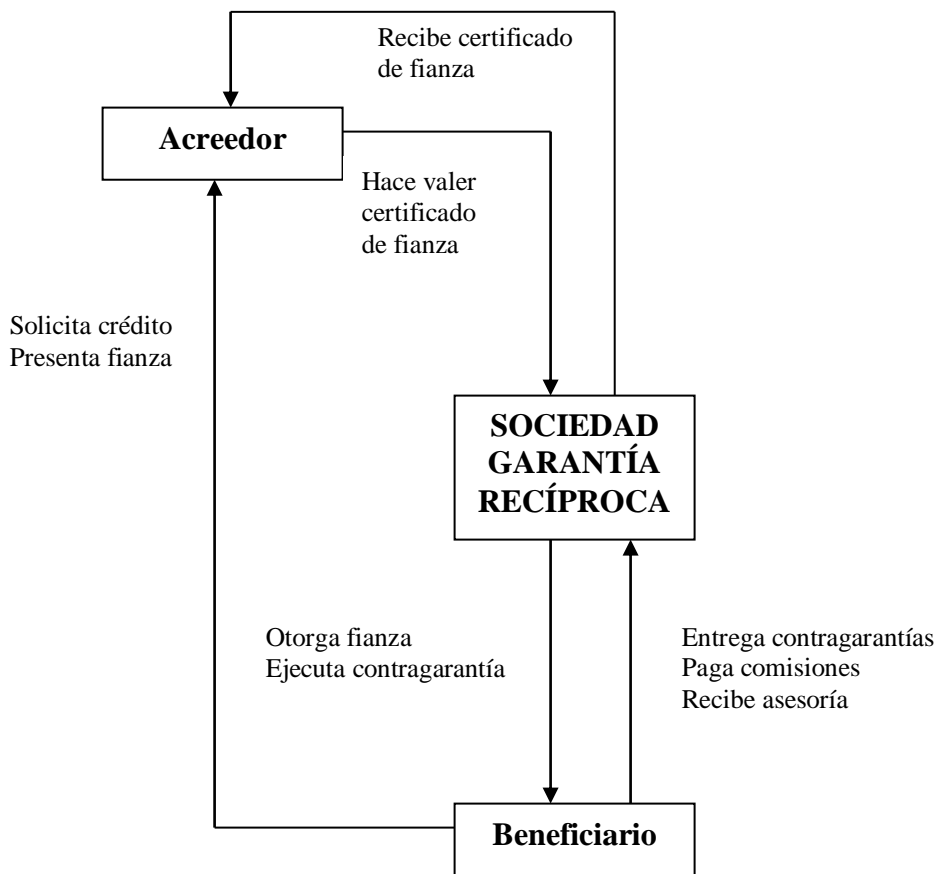 Recibe certificado
de fianza
Acreedor
Hace valer
certificado
de fianza
Solicita crédito
Presenta fianza
SOCIEDAD
GARANTÍA
RECÍPROCA
Otorga fianza
Ejecuta contragarantía
Entrega contragarantías
Paga comisiones
Recibe asesoría
Beneficiario